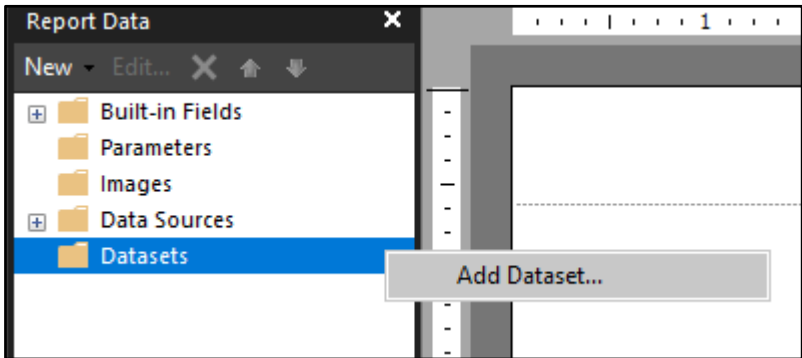 Report Data
1
New Edit...
Built-in Fields
Parameters
Images
Data Sources
Datasets
Add Dataset...